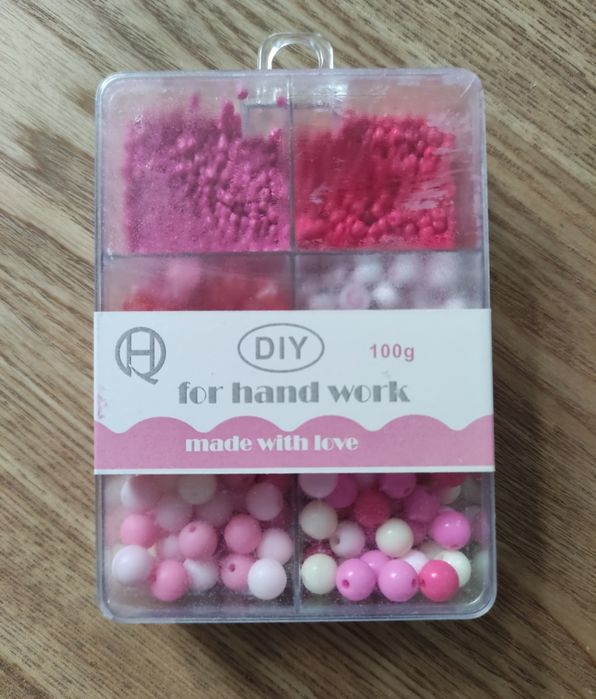 HQ
DIY
100g
for hand work
made with love